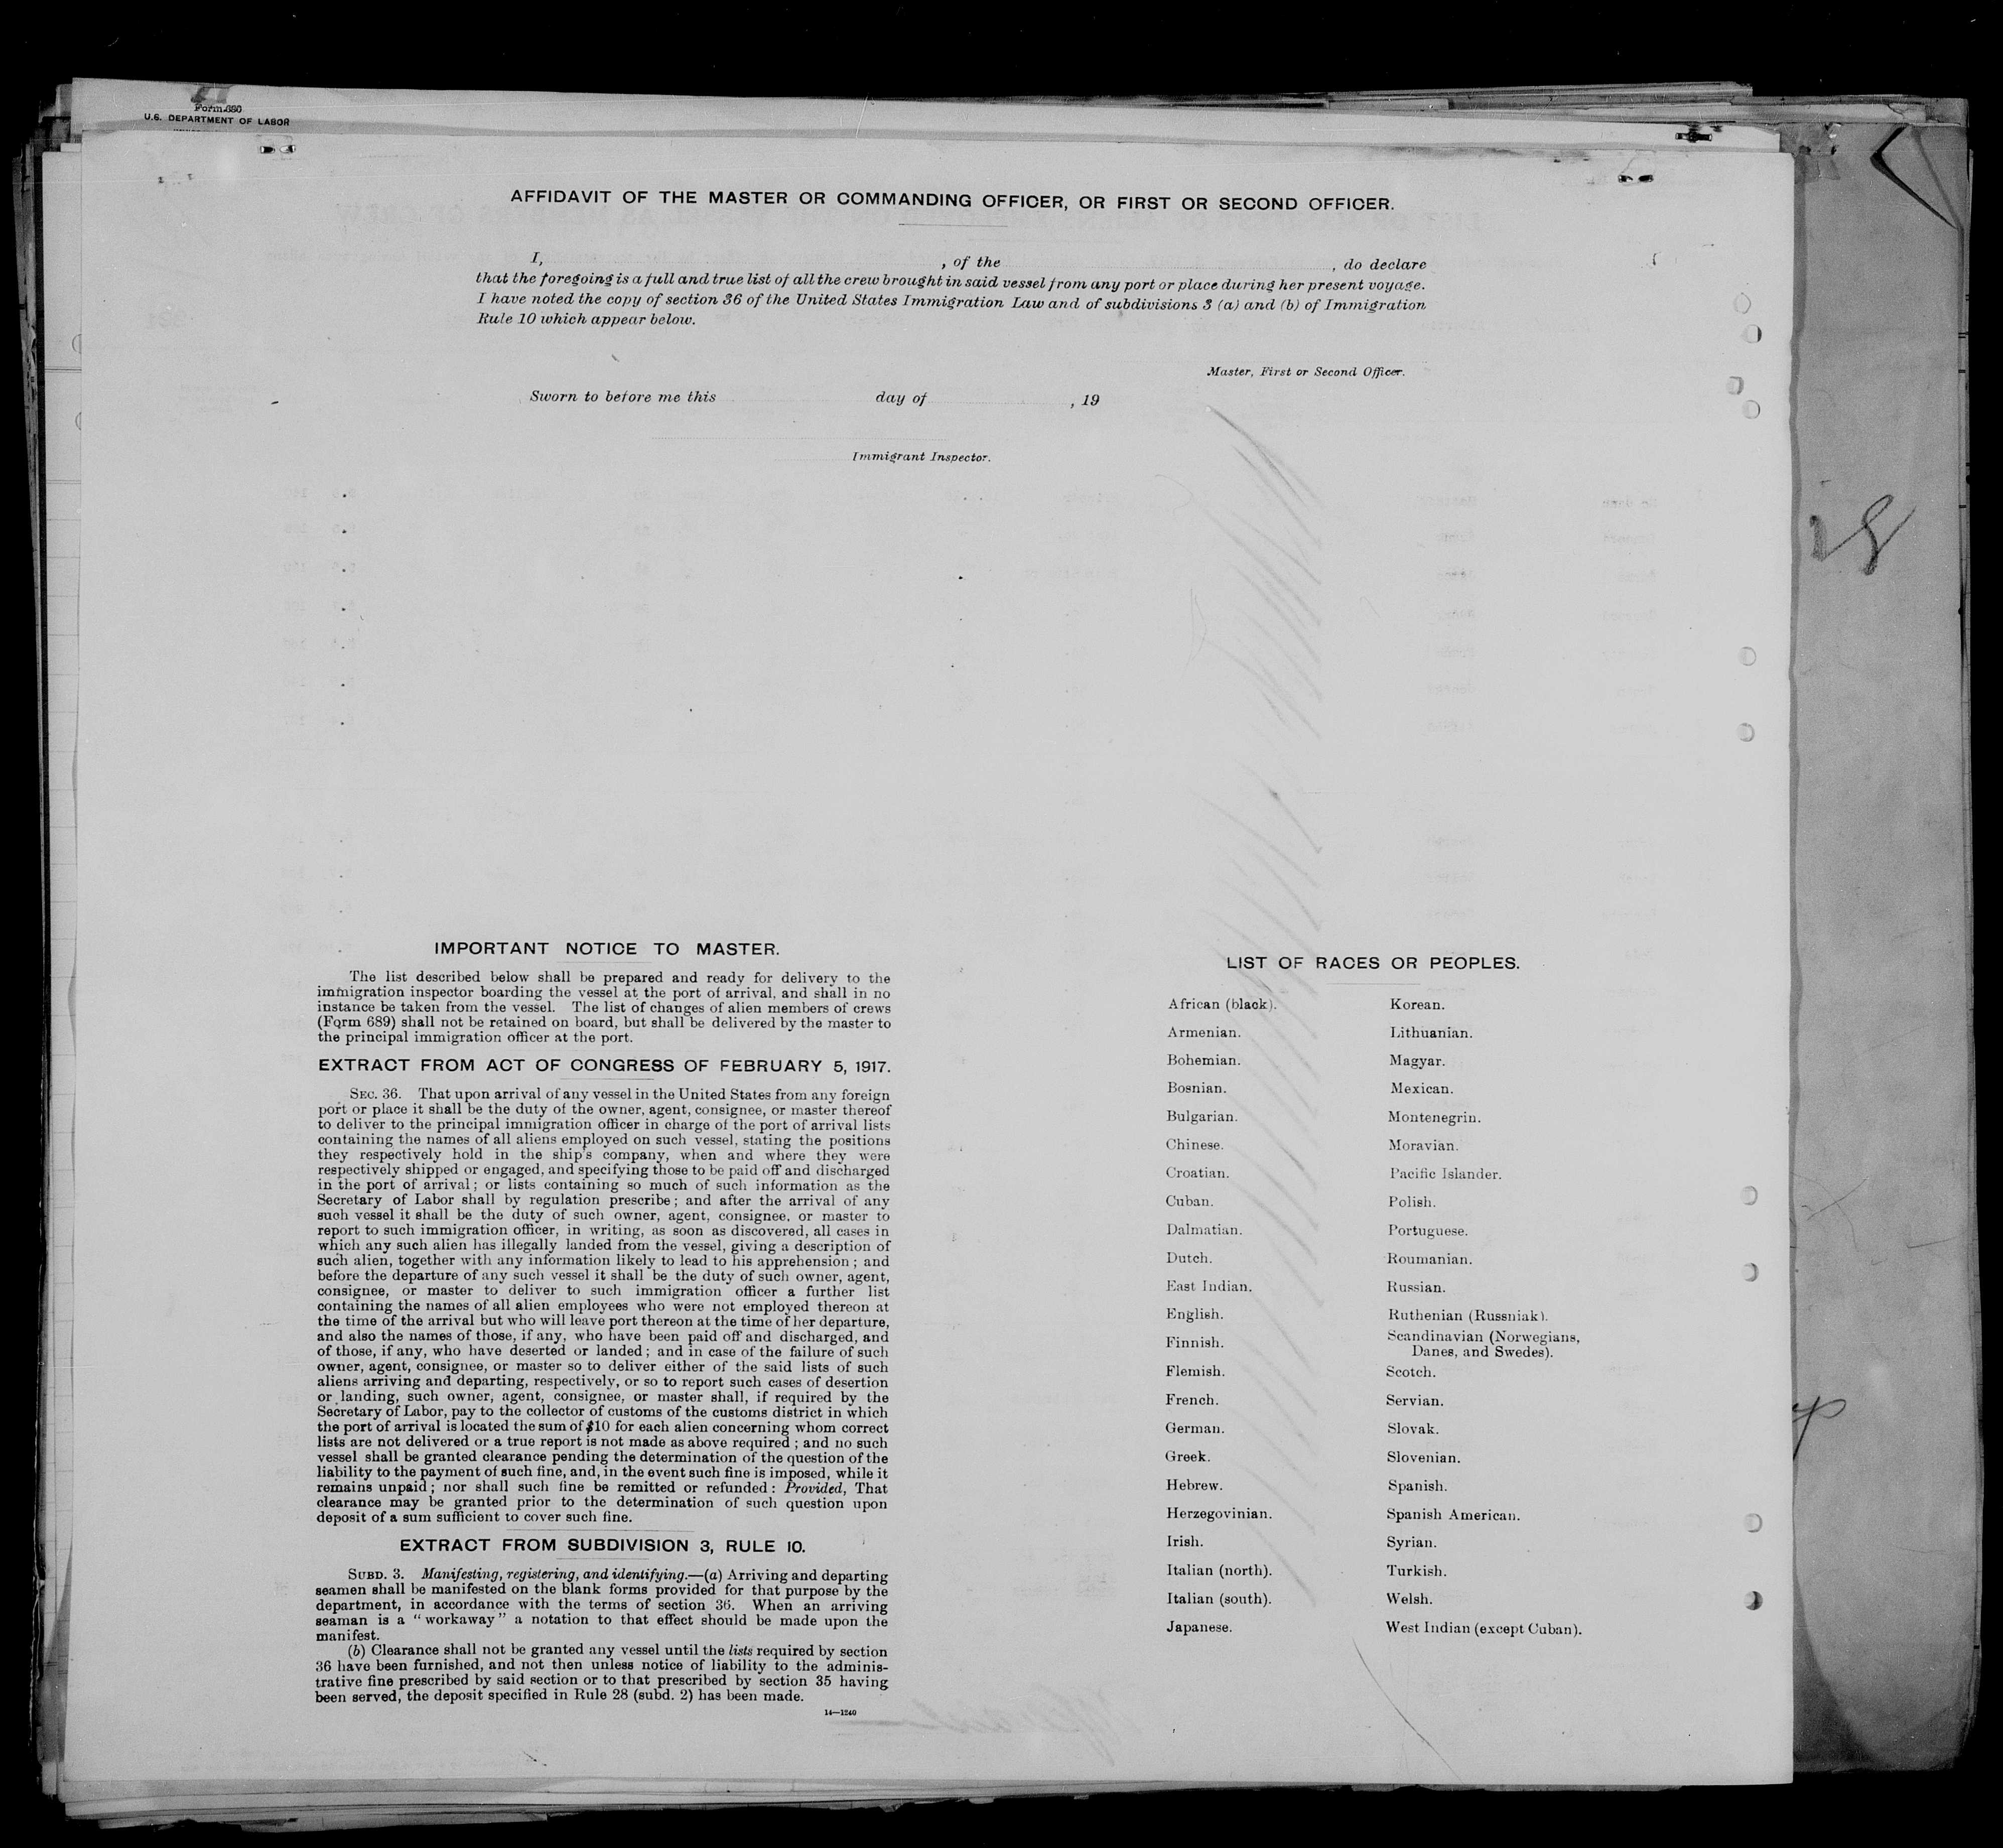 Form 680
U.S. DEPARTMENT OF LABOR
AFFIDAVIT OF THE MASTER OR COMMANDING OFFICER, OR FIRST OR SECOND OFFICER.
I, , of the , do declare
that the foregoing is a full and true list of all the crew brought in said vessel from any port or place during her present voyage.
I have noted the copy of section 36 of the United States Immigration Law and of subdivisions 3 (a) and (b) of Immigration
Rule 10 which appear below.
Master, First or Second Officer.
Sworn to before me this day of , 19
Immigrant Inspector.
IMPORTANT NOTICE TO MASTER.
The list described below shall be prepared and ready for delivery to the
immigration inspector boarding the vessel at the port of arrival, and shall in no
instance be taken from the vessel. The list of changes of alien members of crews
(Form 689) shall not be retained on board, but shall be delivered by the master to
the principal immigration officer at the port.
EXTRACT FROM ACT OF CONGRESS OF FEBRUARY 5, 1917.
SEC. 36. That upon arrival of any vessel in the United States from any foreign
port or place it shall be the duty of the owner, agent, consignee, or master thereof
to deliver to the principal immigration officer in charge of the port of arrival lists
containing the names of all aliens employed on such vessel, stating the positions
they respectively hold in the ship's company, when and where they were
respectively shipped or engaged, and specifying those to be paid off and discharged
in the port of arrival; or lists containing so much of such information as the
Secretary of Labor shall by regulation prescribe; and after the arrival of any
such vessel it shall be the duty of such owner, agent, consignee, or master to
report to such immigration officer, in writing, as soon as discovered, all cases in
which any such alien has illegally landed from the vessel, giving a description of
such alien, together with any information likely to lead to his apprehension; and
before the departure of any such vessel it shall be the duty of such owner, agent,
consignee, or master to deliver to such immigration officer a further list
containing the names of all alien employees who were not employed thereon at
the time of the arrival but who will leave port thereon at the time of her departure,
and also the names of those, if any, who have been paid off and discharged, and
of those, if any, who have deserted or landed; and in case of the failure of such
owner, agent, consignee, or master so to deliver either of the said lists of such
aliens arriving and departing, respectively, or so to report such cases of desertion
or landing, such owner, agent, consignee, or master shall, if required by the
Secretary of Labor, pay to the collector of customs of the customs district in which
the port of arrival is located the sum of $10 for each alien concerning whom correct
lists are not delivered or a true report is not made as above required; and no such
vessel shall be granted clearance pending the determination of the question of the
liability to the payment of such fine, and, in the event such fine is imposed, while it
remains unpaid; nor shall such fine be remitted or refunded: Provided, That
clearance may be granted prior to the determination of such question upon
deposit of a sum sufficient to cover such fine.
EXTRACT FROM SUBDIVISION 3, RULE 10.
SUBD. 3. Manifesting, registering, and identifying.—(a) Arriving and departing
seamen shall be manifested on the blank forms provided for that purpose by the
department, in accordance with the terms of section 36. When an arriving
seaman is a "workaway" a notation to that effect should be made upon the
manifest.
(b) Clearance shall not be granted any vessel until the lists required by section
36 have been furnished, and not then unless notice of liability to the adminis-
trative fine prescribed by said section or to that prescribed by section 35 having
been served, the deposit specified in Rule 28 (subd. 2) has been made.
14—1240
LIST OF RACES OR PEOPLES.
African (black).
Armenian.
Bohemian.
Bosnian.
Bulgarian.
Chinese.
Croatian.
Cuban.
Dalmatian.
Dutch.
East Indian.
English.
Finnish.
Flemish.
French.
German.
Greek.
Hebrew.
Herzegovinian.
Irish.
Italian (north).
Italian (south).
Japanese.
Korean.
Lithuanian.
Magyar.
Mexican.
Montenegrin.
Moravian.
Pacific Islander.
Polish.
Portuguese.
Roumanian.
Russian.
Ruthenian (Russniak).
Scandinavian (Norwegians,
Danes, and Swedes).
Scotch.
Servian.
Slovak.
Slovenian.
Spanish.
Spanish American.
Syrian.
Turkish.
Welsh.
West Indian (except Cuban).